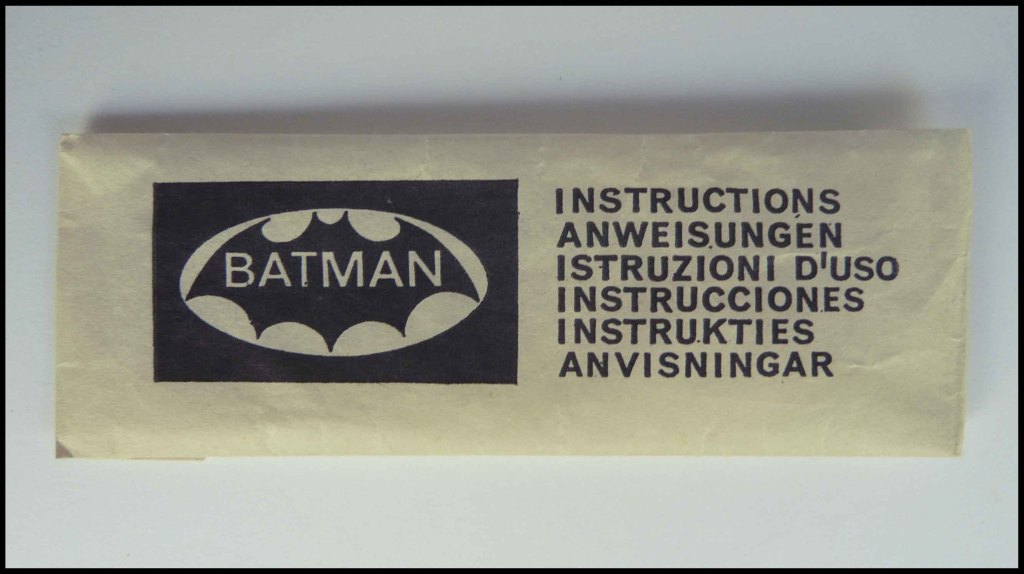 BATMAN
INSTRUCTIONS
ANWEISUNGEN
ISTRUZIONI D'USO
INSTRUCCIONES
INSTRUKTIES
ANVISNINGAR